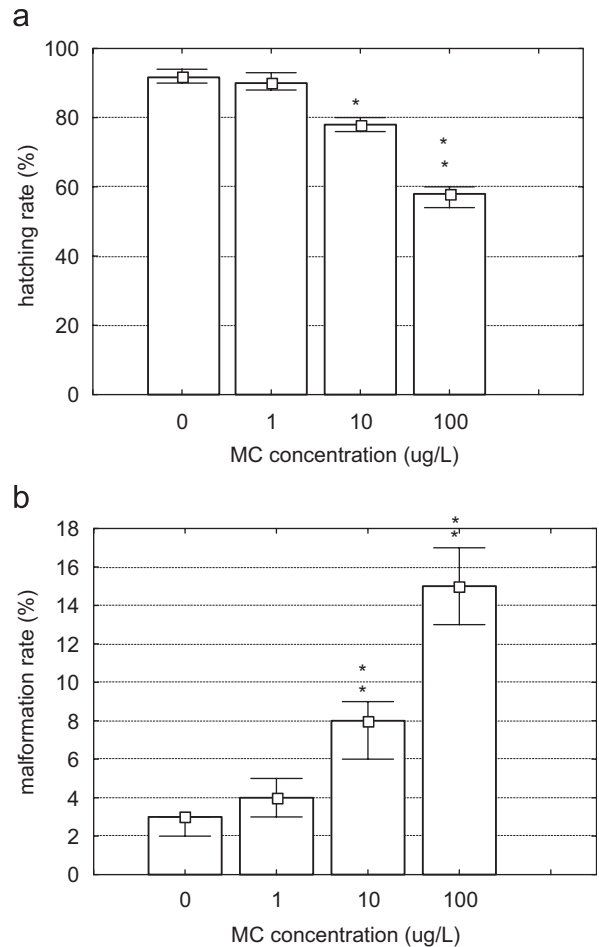 a
100
80
60
40
20
0
hatching rate (%)
*
*
*
0 1 10 100
MC concentration (ug/L)
b
18
16
14
12
10
8
6
4
2
0
malformation rate (%)
*
*
*
*
0 1 10 100
MC concentration (ug/L)